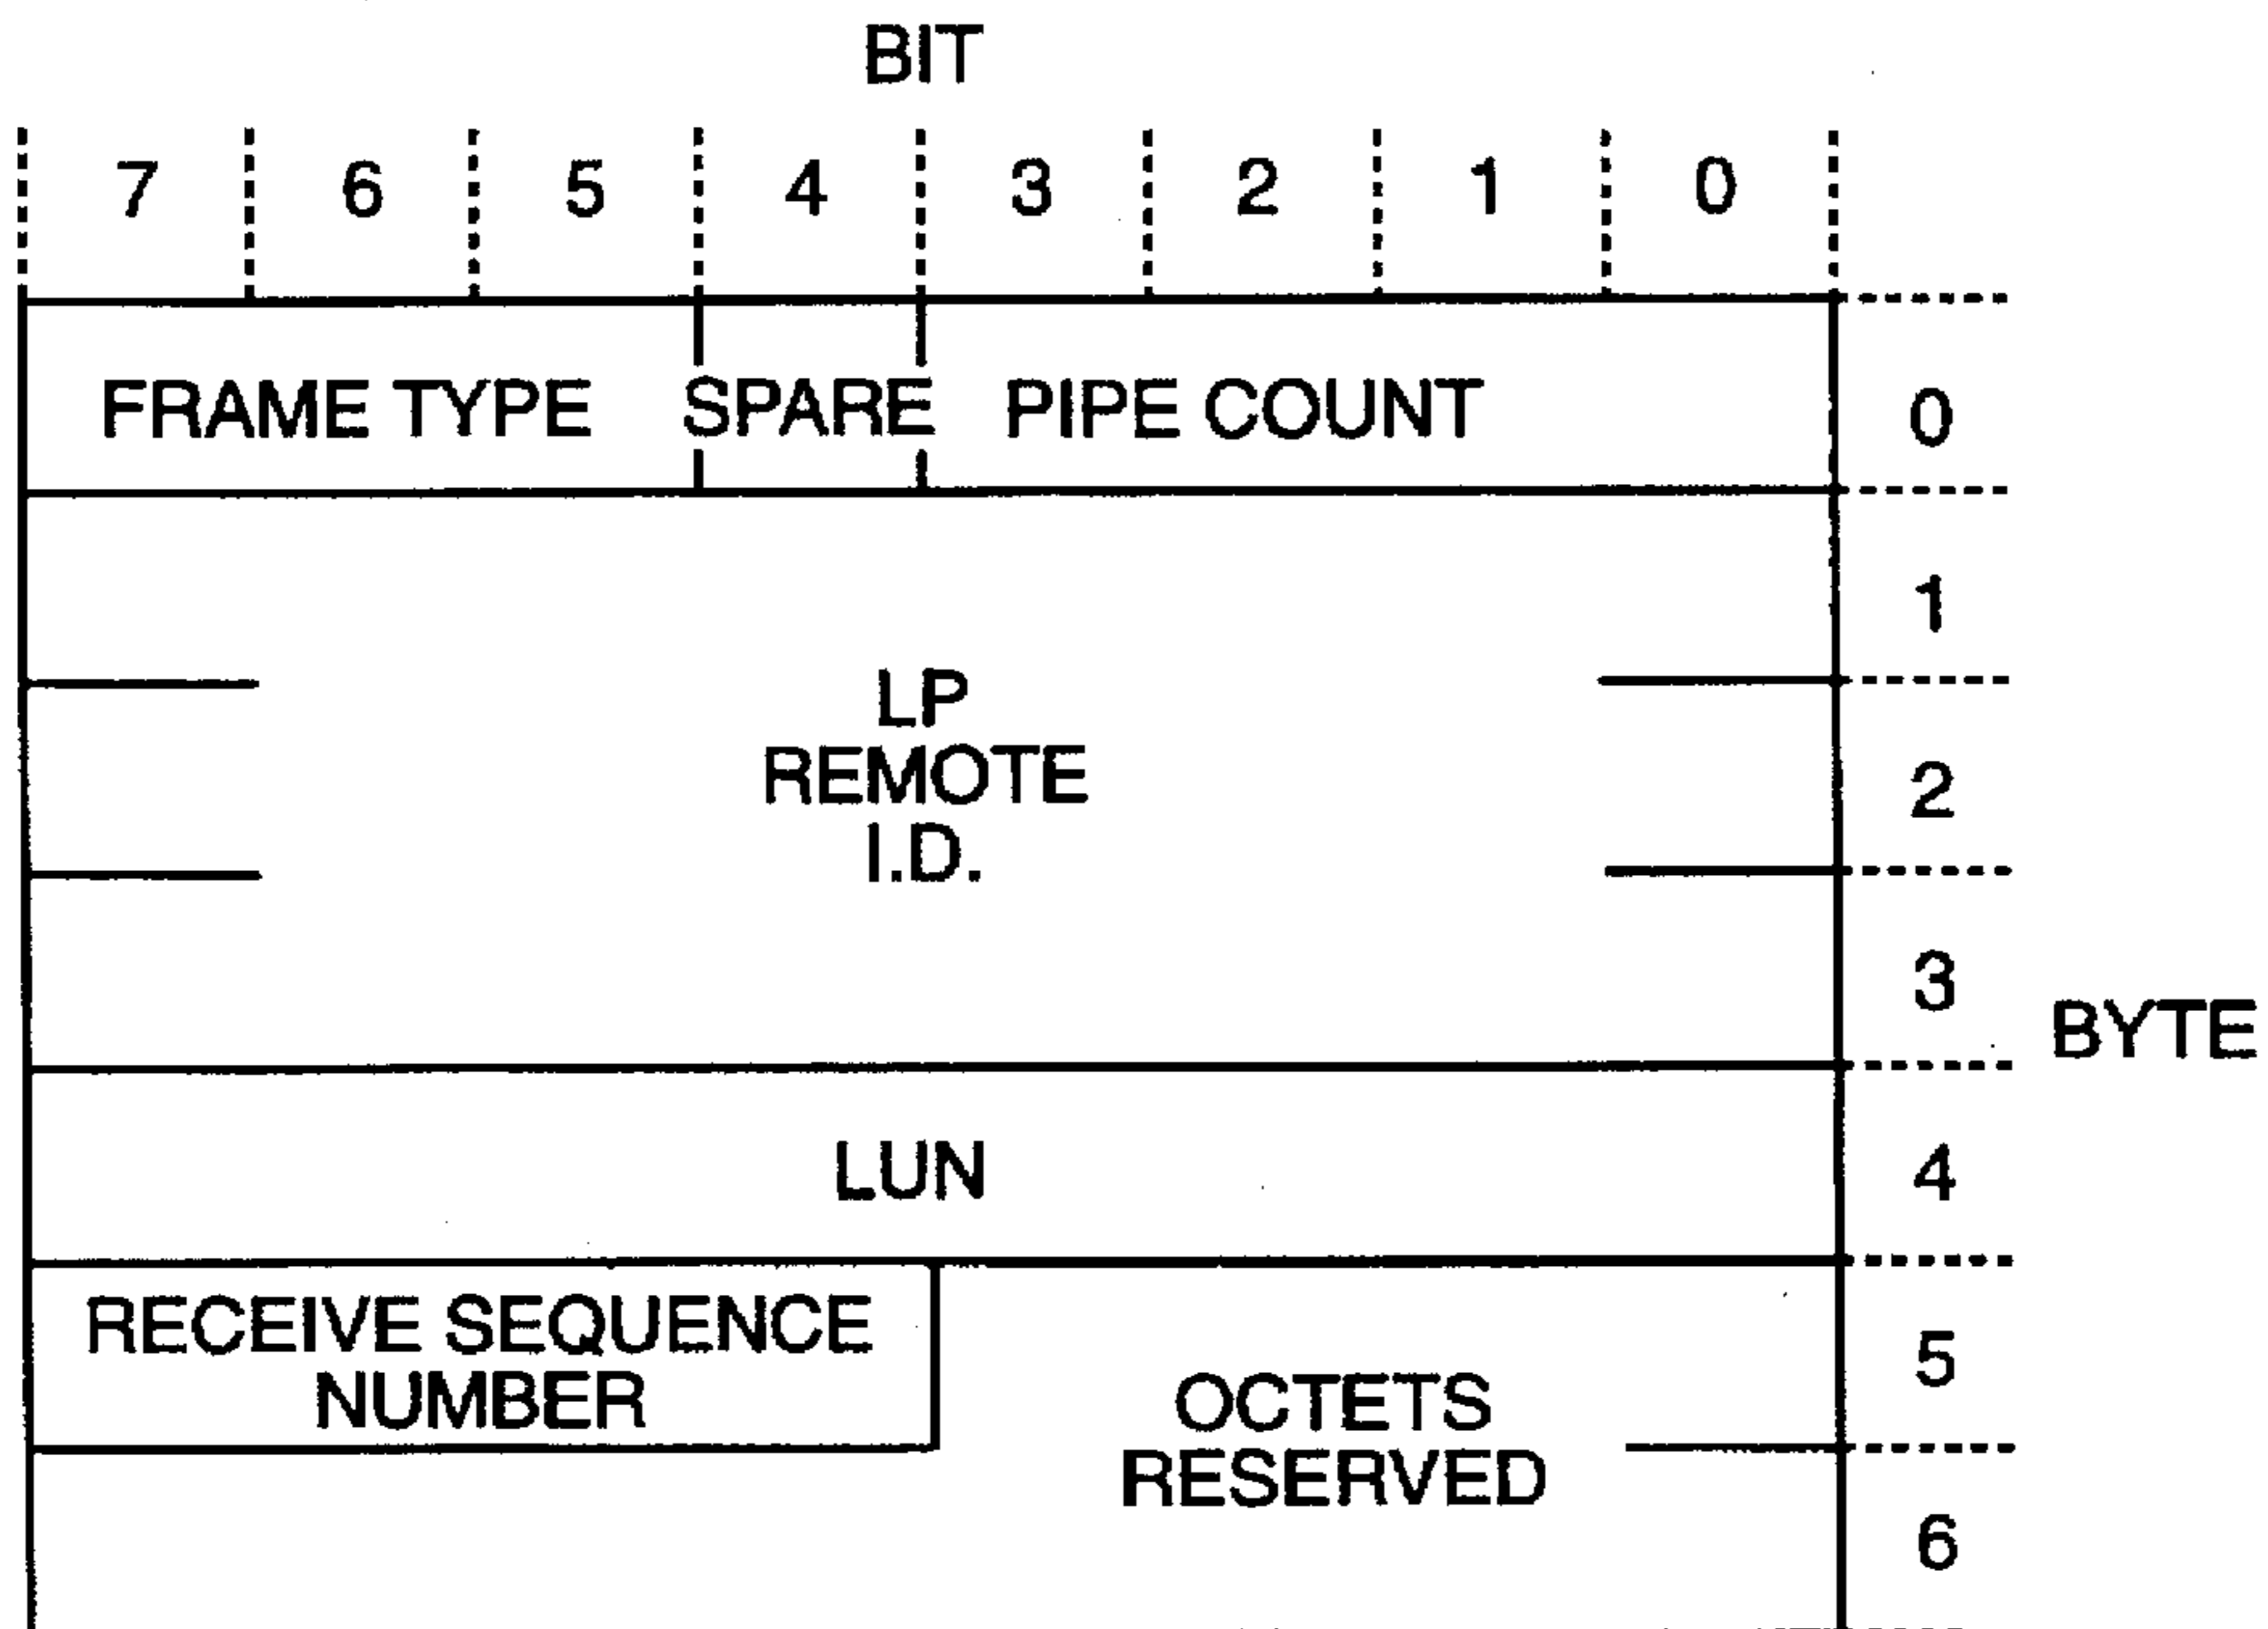 BIT
7 6 5 4 3 2 1 0
FRAME TYPE SPARE PIPE COUNT 0
1
LP
REMOTE 2
I.D.
3
BYTE
LUN 4
RECEIVE SEQUENCE
NUMBER 5
OCTETS
RESERVED
6